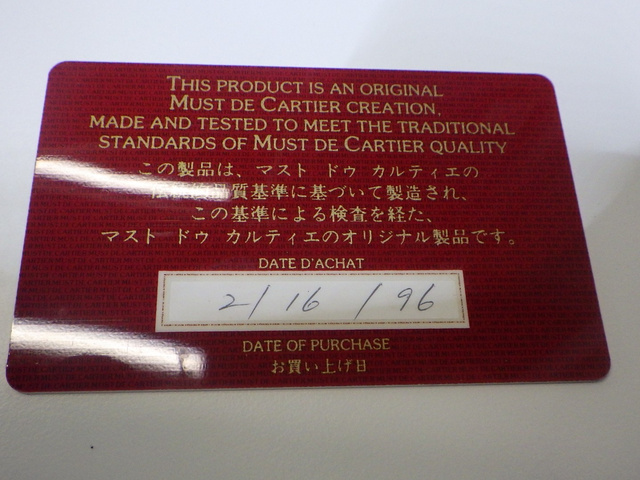 THIS PRODUCT IS AN ORIGINAL
MUST DE CARTIER CREATION,
MADE AND TESTED TO MEET THE TRADITIONAL
STANDARDS OF MUST DE CARTIER QUALITY
この製品は、マスト ドゥ カルティエの
品質基準に基づいて製造され、
この基準による検査を経た、
マスト ドゥ カルティエのオリジナル製品です。
DATE D'ACHAT
2/16/96
DATE OF PURCHASE
お買い上げ日